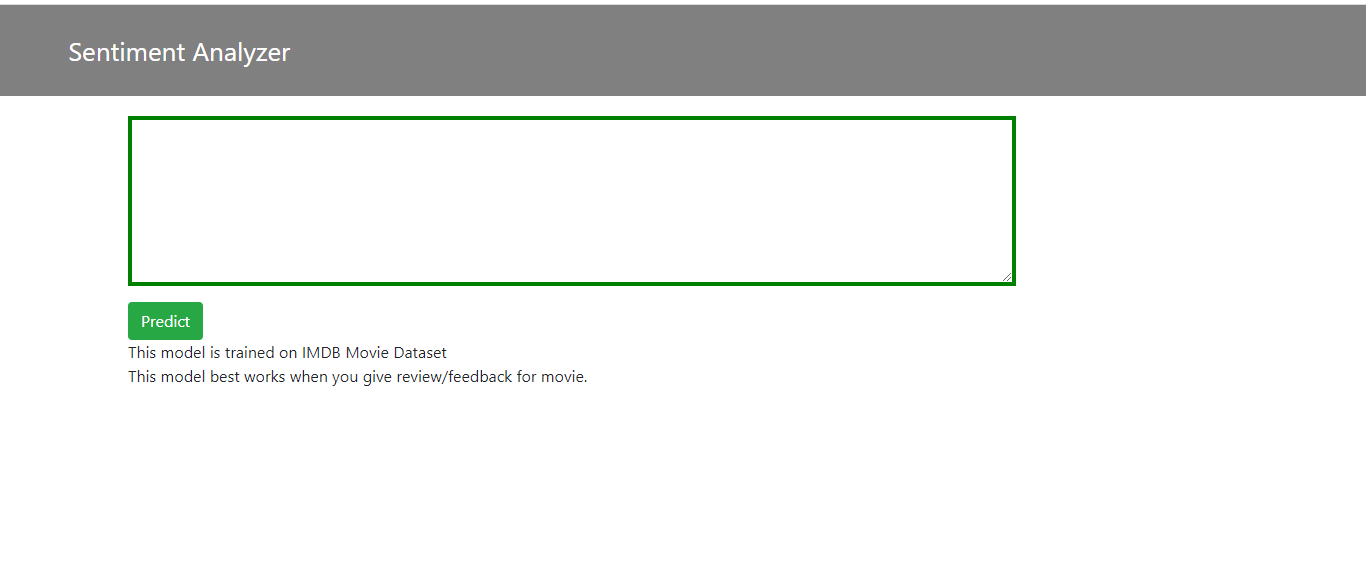 Sentiment Analyzer
Predict
This model is trained on IMDB Movie Dataset
This model best works when you give review/feedback for movie.